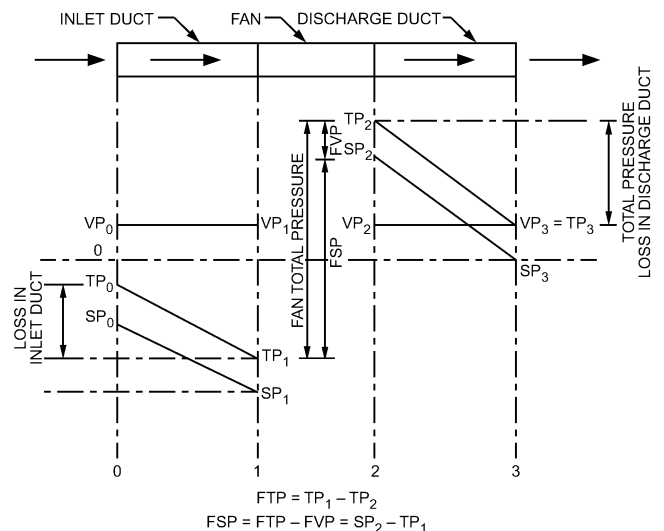 INLET DUCT
FAN
DISCHARGE DUCT
TP₂
FVP
SP₂
FAN TOTAL PRESSURE
FSP
TOTAL PRESSURE
LOSS IN DISCHARGE DUCT
VP₀
VP₁
VP₂
VP₃ = TP₃
0
TP₀
SP₃
LOSS IN
INLET DUCT
SP₀
TP₁
SP₁
0
1
2
3
FTP = TP₁ – TP₂
FSP = FTP – FVP = SP₂ – TP₁